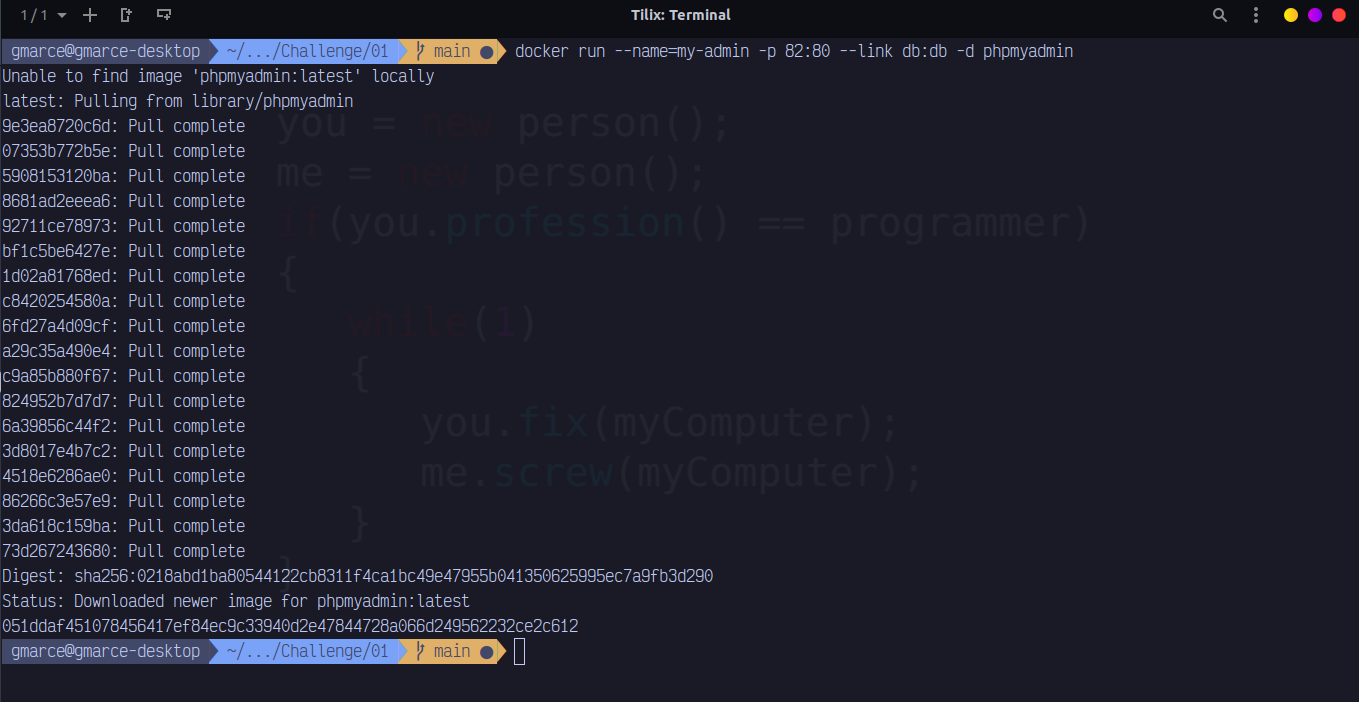 1 / 1
Tilix: Terminal
gmarce@gmarce-desktop ~/.../Challenge/01 main ● docker run --name=my-admin -p 82:80 --link db:db -d phpmyadmin
Unable to find image 'phpmyadmin:latest' locally
latest: Pulling from library/phpmyadmin
9e3ea8720c6d: Pull complete
07353b772b5e: Pull complete
5908153120ba: Pull complete
8681ad2eeea6: Pull complete
92711ce78973: Pull complete
bf1c5be6427e: Pull complete
1d02a81768ed: Pull complete
c8420254580a: Pull complete
6fd27a4d09cf: Pull complete
a29c35a490e4: Pull complete
c9a85b880f67: Pull complete
824952b7d7d7: Pull complete
6a39856c44f2: Pull complete
3d8017e4b7c2: Pull complete
4518e6286ae0: Pull complete
86266c3e57e9: Pull complete
3da618c159ba: Pull complete
73d267243680: Pull complete
Digest: sha256:0218abd1ba80544122cb8311f4ca1bc49e47955b041350625995ec7a9fb3d290
Status: Downloaded newer image for phpmyadmin:latest
051ddaf451078456417ef84ec9c33940d2e47844728a066d249562232ce2c612
gmarce@gmarce-desktop ~/.../Challenge/01 main ●
you = new person();
me = new person();
if(you.profession() == programmer)
{
while(1)
{
you.fix(myComputer);
me.screw(myComputer);
}
}